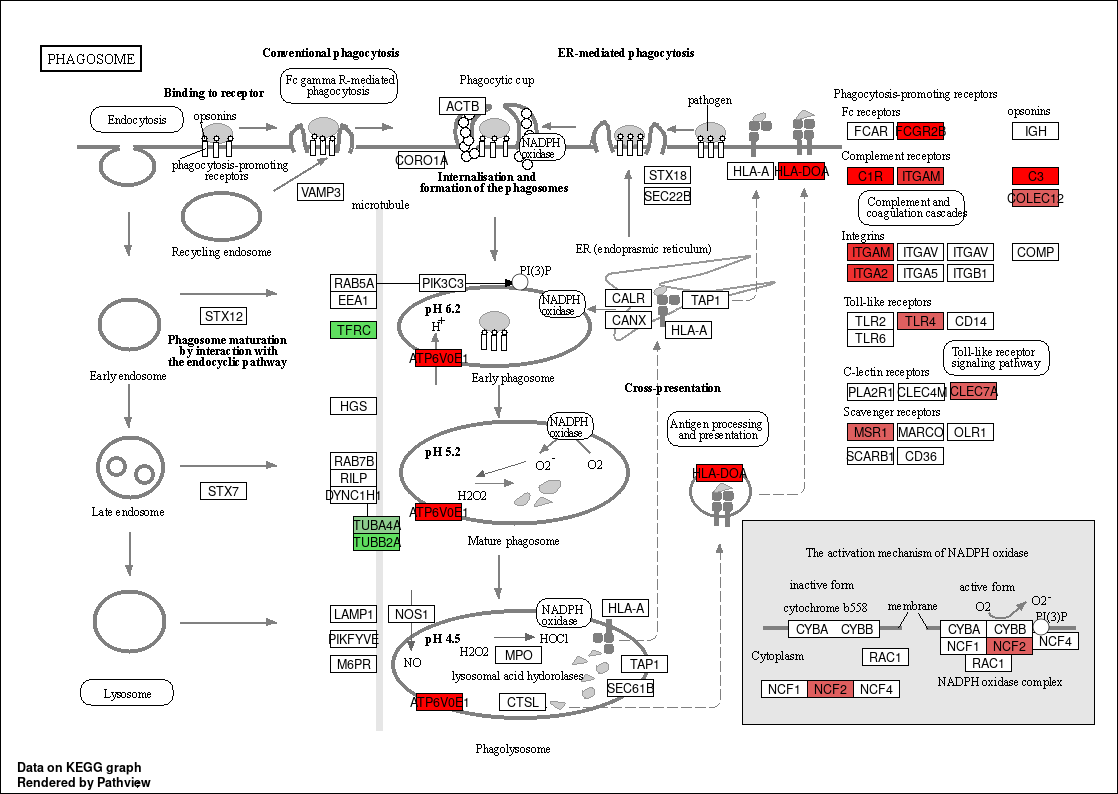 PHAGOSOME
Conventional phagocytosis
ER-mediated phagocytosis
Fc gamma R-mediated
phagocytosis
Phagocytic cup
Phagocytosis-promoting receptors
Binding to receptor
ACTB
pathogen
Fc receptors
opsonins
Endocytosis
opsonins
NADPH
oxidase
FCAR
FCGR2B
IGH
phagocytosis-promoting
receptors
CORO1A
Internalisation and
formation of the phagosomes
STX18
SEC22B
HLA-A
HLA-DOA
Complement receptors
C1R
ITGAM
C3
COLEC12
VAMP3
microtubule
Complement and
coagulation cascades
Recycling endosome
ER (endoprasmic reticulum)
Integrins
ITGAM
ITGAV
ITGAV
COMP
ITGA2
ITGA5
ITGB1
PI(3)P
RAB5A
PIK3C3
EEA1
NADPH
oxidase
CALR
TAP1
CANX
HLA-A
Toll-like receptors
TLR2
TLR4
CD14
TLR6
STX12
pH 6.2
H+
TFRC
Phagosome maturation
by interaction with
the endocyclic pathway
ATP6V0E1
Toll-like receptor
signaling pathway
Early endosome
Early phagosome
Cross-presentation
C-lectin receptors
PLA2R1
CLEC4M
CLEC7A
HGS
Scavenger receptors
MSR1
MARCO
OLR1
SCARB1
CD36
NADPH
oxidase
Antigen processing
and presentation
pH 5.2
O2-
O2
RAB7B
RILP
DYNC1H1
H2O2
HLA-DOA
STX7
Late endosome
ATP6V0E1
TUBA4A
TUBB2A
Mature phagosome
The activation mechanism of NADPH oxidase
inactive form
active form
cytochrome b558
membrane
O2
O2-
PI(3)P
CYBA
CYBB
CYBA
CYBB
NCF1
NCF2
NCF4
Cytoplasm
RAC1
RAC1
NADPH oxidase complex
NCF1
NCF2
NCF4
LAMP1
NOS1
NADPH
oxidase
HLA-A
PIKFYVE
pH 4.5
HOCl
H2O2
MPO
M6PR
NO
TAP1
lysosomal acid hydorolases
SEC61B
Lysosome
ATP6V0E1
CTSL
Phagolysosome
Data on KEGG graph
Rendered by Pathview